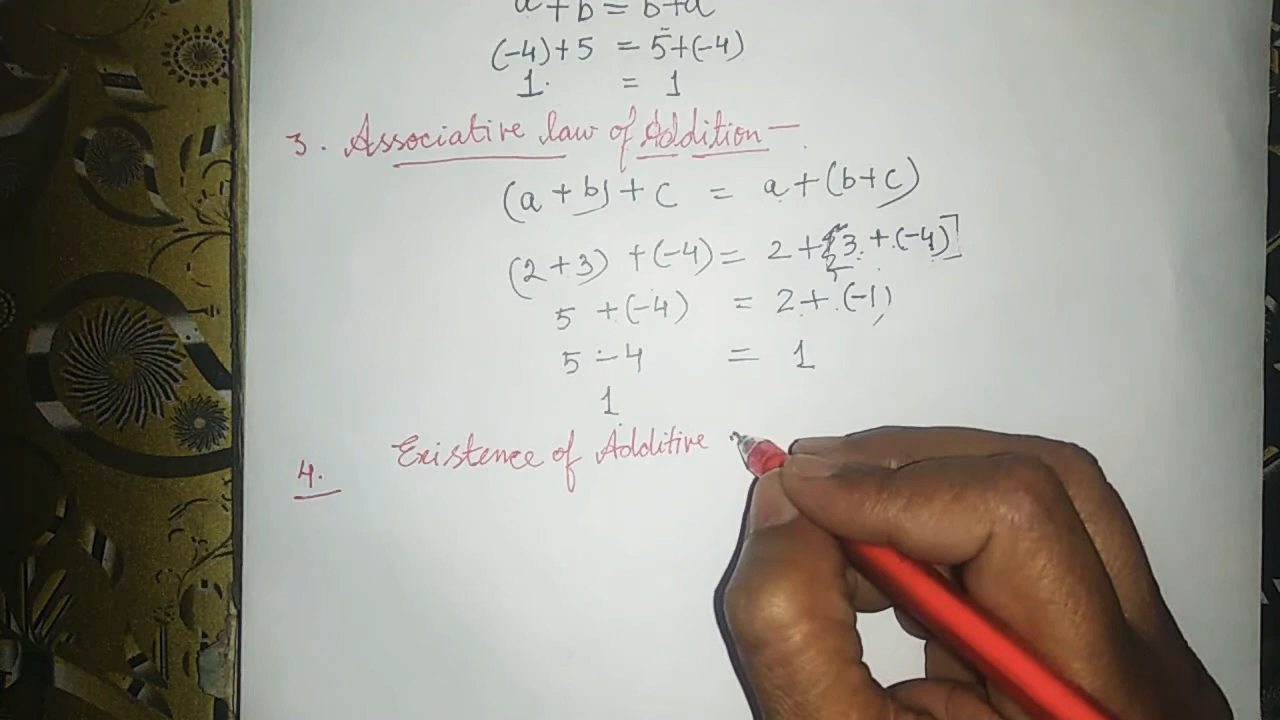 a + b = b + a
(-4) + 5 = 5 + (-4)
1 = 1
3. Associative law of Addition —
(a + b) + c = a + (b + c)
(2 + 3) + (-4) = 2 + [3 + (-4)]
5 + (-4) = 2 + (-1)
5 - 4 = 1
1
4. Existence of Additive